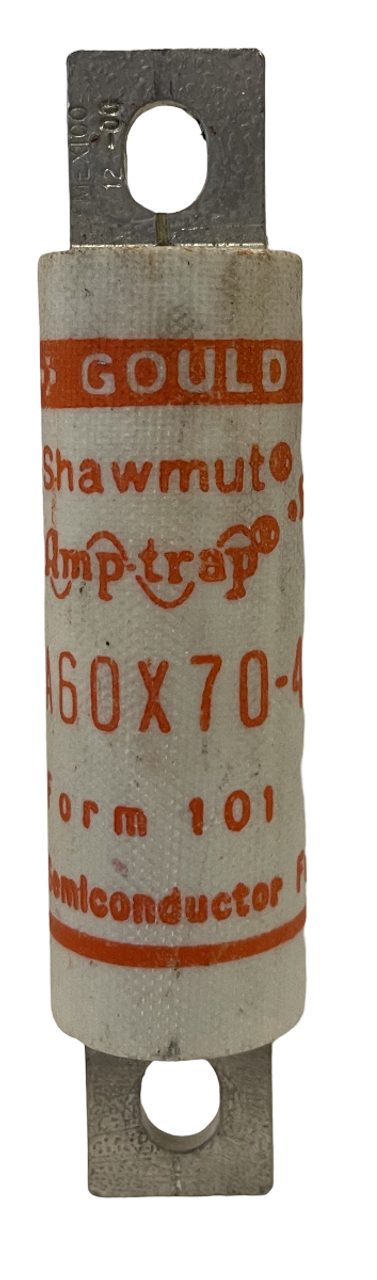 MEXICO
12 -00
GOULD
Shawmut®
Amp-trap®
A60X70-4
Form 101
Semiconductor